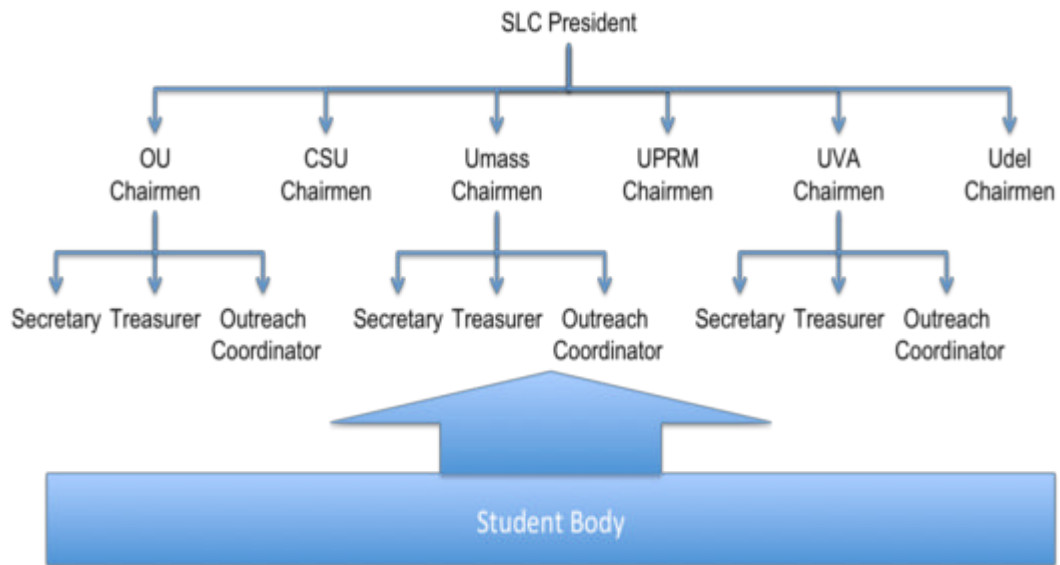 SLC President
OU
Chairmen
CSU
Chairmen
Umass
Chairmen
UPRM
Chairmen
UVA
Chairmen
Udel
Chairmen
Secretary
Treasurer
Outreach
Coordinator
Secretary
Treasurer
Outreach
Coordinator
Secretary
Treasurer
Outreach
Coordinator
Student Body